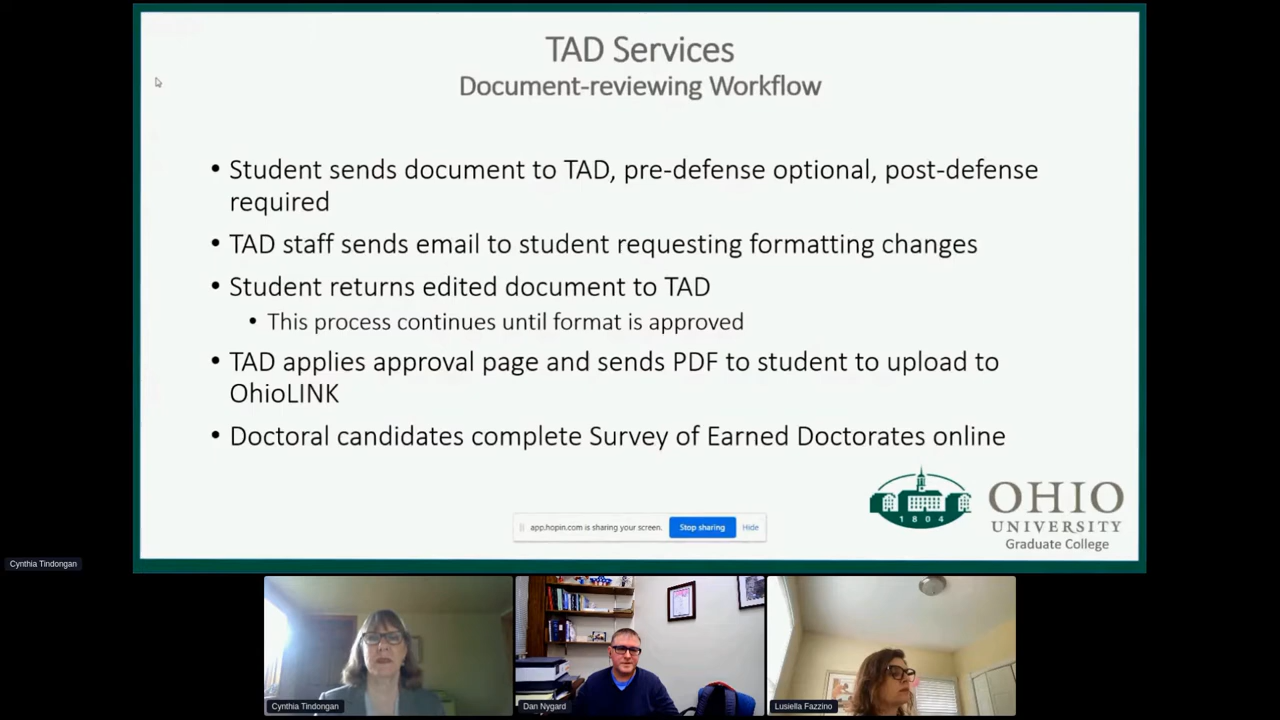 TAD Services
Document-reviewing Workflow
• Student sends document to TAD, pre-defense optional, post-defense
required
• TAD staff sends email to student requesting formatting changes
• Student returns edited document to TAD
• This process continues until format is approved
• TAD applies approval page and sends PDF to student to upload to
OhioLINK
• Doctoral candidates complete Survey of Earned Doctorates online
1804
OHIO
UNIVERSITY
Graduate College
app.hopin.com is sharing your screen.
Stop sharing
Hide
Cynthia Tindongan
Cynthia Tindongan
Dan Nygard
Lusiella Fazzino